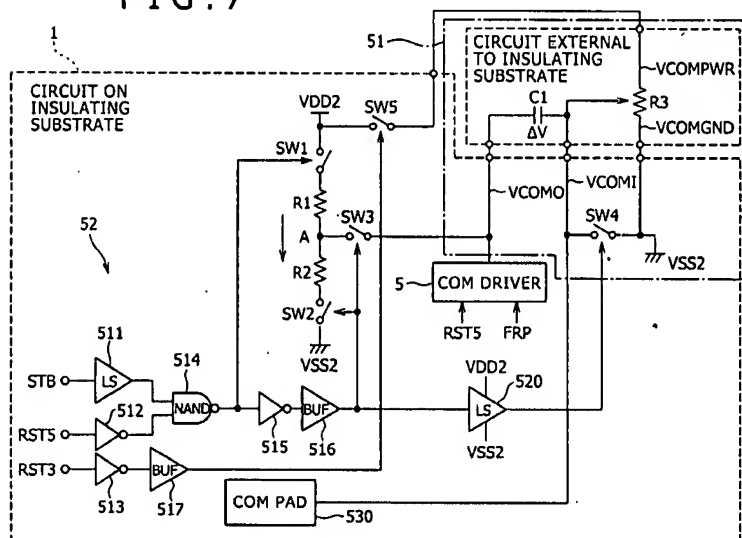 FIG. 7
1
51
CIRCUIT ON
INSULATING
SUBSTRATE
CIRCUIT EXTERNAL
TO INSULATING
SUBSTRATE
VCOMPWR
R3
VCOMGND
C1
ΔV
VDD2
SW5
SW1
R1
VCOMO
VCOMI
SW4
52
A
SW3
R2
SW2
VSS2
5
COM DRIVER
VSS2
RST5
FRP
511
STB
LS
514
NAND
512
RST5
515
BUF
516
VDD2
520
LS
VSS2
RST3
513
BUF
517
COM PAD
530